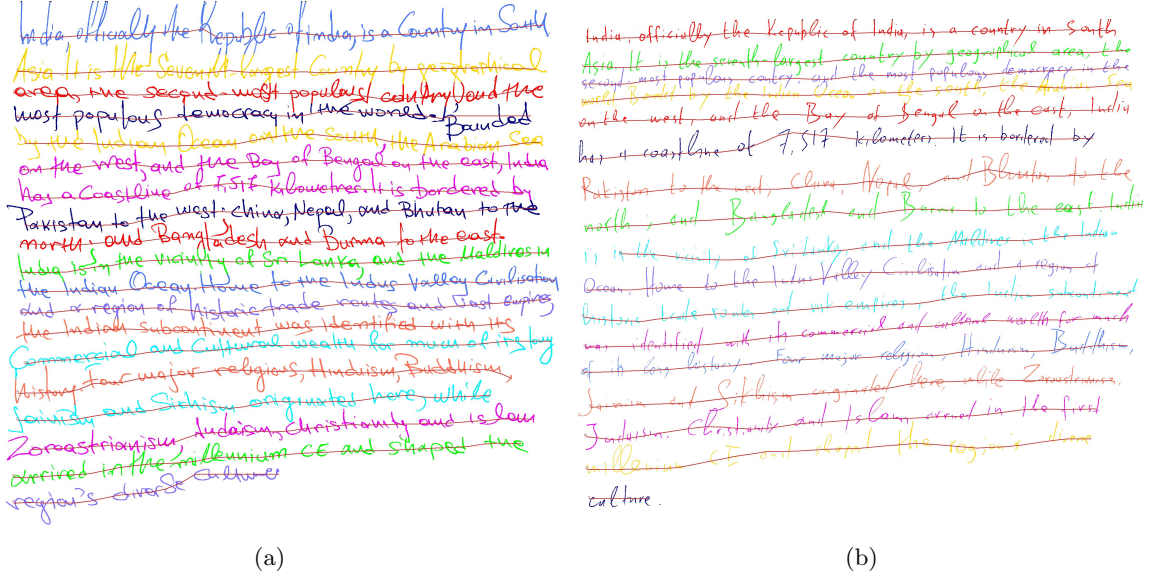 India, officially the Republic of India, is a Country in South
Asia It is the Seventh-largest Country by geographical
area, the second-most populous country, and the
most populous democracy in the world. Bounded
by the Indian Ocean on the South, the Arabian Sea
on the west, and the Bay of Bengal on the east, India
has a Coastline of 7,517 kilometres. It is bordered by
Pakistan to the west; china, Nepal, and Bhutan to the
north; and Bangladesh and Burma to the east.
India is in the vicinity of Sri Lanka, and the Maldives in
the Indian Ocean. Home to the Indus Valley Civilisation
and a region of historic trade routes and vast empires,
the Indian subcontinent was identified with its
Commercial and Cultural wealth for much of its long
history Four major religions, Hinduism, Buddhism,
Jainism and Sikhism originated here, while
Zoroastrianism, Judaism, Christianity and islam
arrived in the millennium CE and shaped the
region's diverse culture
(a)
India, officially the Republic of India, is a country in South
Asia. It is the seventh-largest country by geographical area, the
second-most populous country, and the most populous democracy in the
world Bounded by the Indian Ocean on the south, the Arabian Sea
on the west, and the Bay of Bengal on the east, India
has a coastline of 7,517 kilometres. It is bordered by
Pakistan to the west; China, Nepal, and Bhutan to the
north; and Bangladesh and Burma to the east. India
is in the vicinity of Sri Lanka and the Maldives in the Indian
Ocean. Home to the Indus Valley Civilisation and a region of
historic trade routes and vast empires, the Indian subcontinent
was identified with its commercial and cultural wealth for much
of its long history. Four major religions, Hinduism, Buddhism,
Jainism and Sikhism originated here, while Zoroastrianism,
Judaism, Christianity and Islam arrived in the first
millennium CE and shaped the region's diverse
culture.
(b)